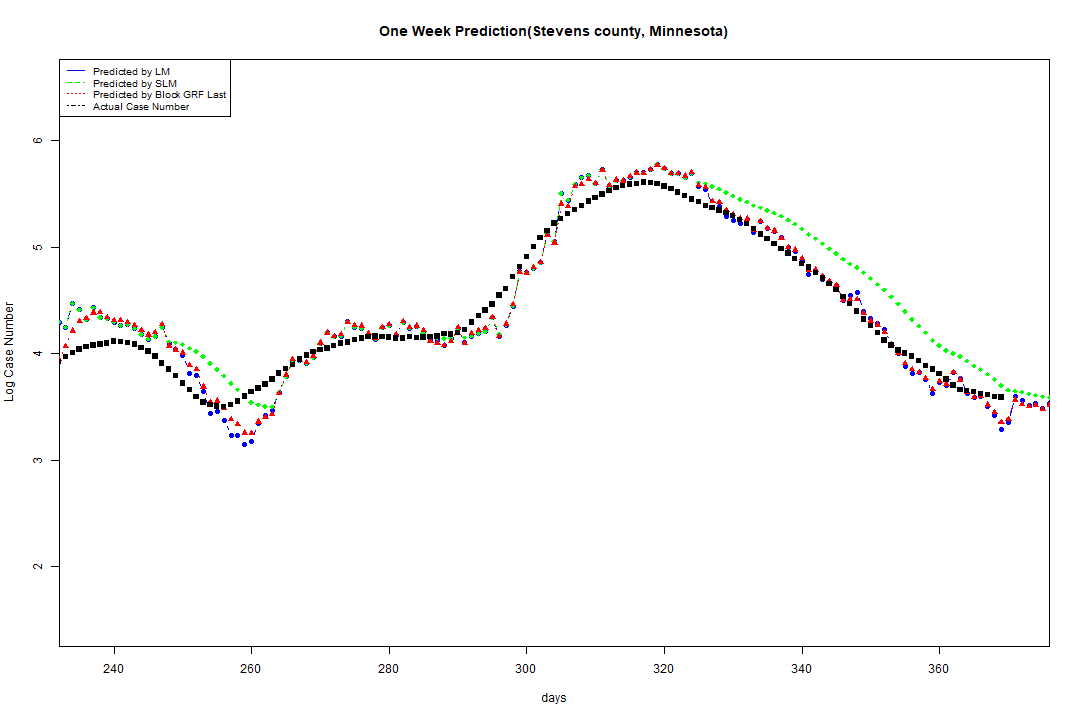 One Week Prediction(Stevens county, Minnesota)
Predicted by LM
Predicted by SLM
Predicted by Block GRF Last
Actual Case Number
Log Case Number
6
5
4
3
2
240 260 280 300 320 340 360
days